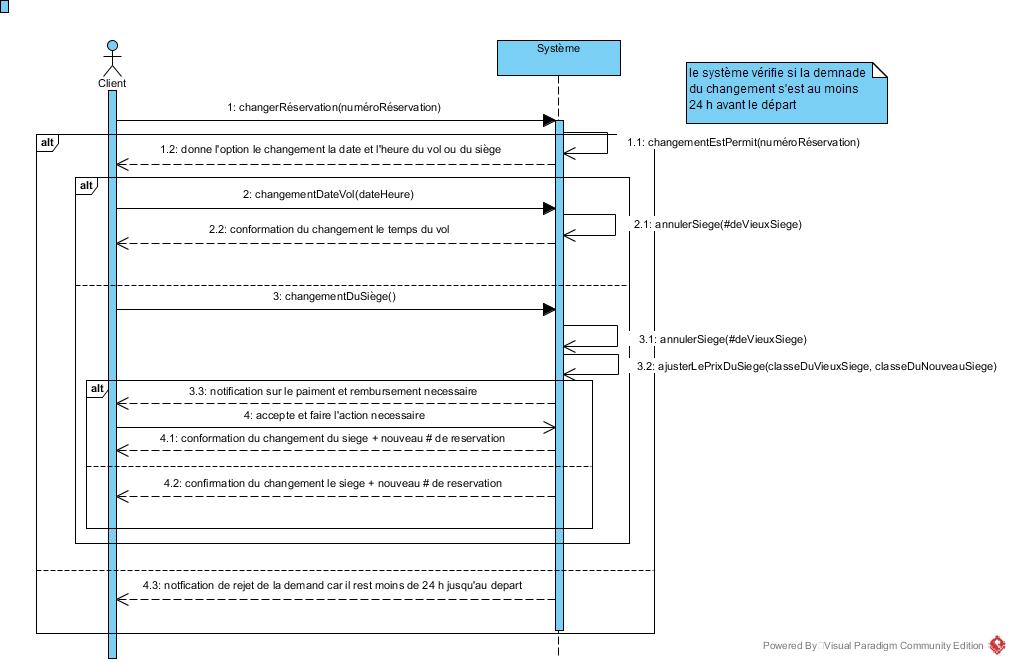 Client
Système
le système vérifie si la demnade
du changement s'est au moins
24 h avant le départ
1: changerRéservation(numéroRéservation)
alt
1.1: changementEstPermit(numéroRéservation)
1.2: donne l'option le changement la date et l'heure du vol ou du siège
alt
2: changementDateVol(dateHeure)
2.1: annulerSiege(#deVieuxSiege)
2.2: conformation du changement le temps du vol
3: changementDuSiège()
3.1: annulerSiege(#deVieuxSiege)
3.2: ajusterLePrixDuSiege(classeDuVieuxSiege, classeDuNouveauSiege)
alt
3.3: notification sur le paiment et rembursement necessaire
4: accepte et faire l'action necessaire
4.1: conformation du changement du siege + nouveau # de reservation
4.2: confirmation du changement le siege + nouveau # de reservation
4.3: notfication de rejet de la demand car il rest moins de 24 h jusqu'au depart
Powered By Visual Paradigm Community Edition